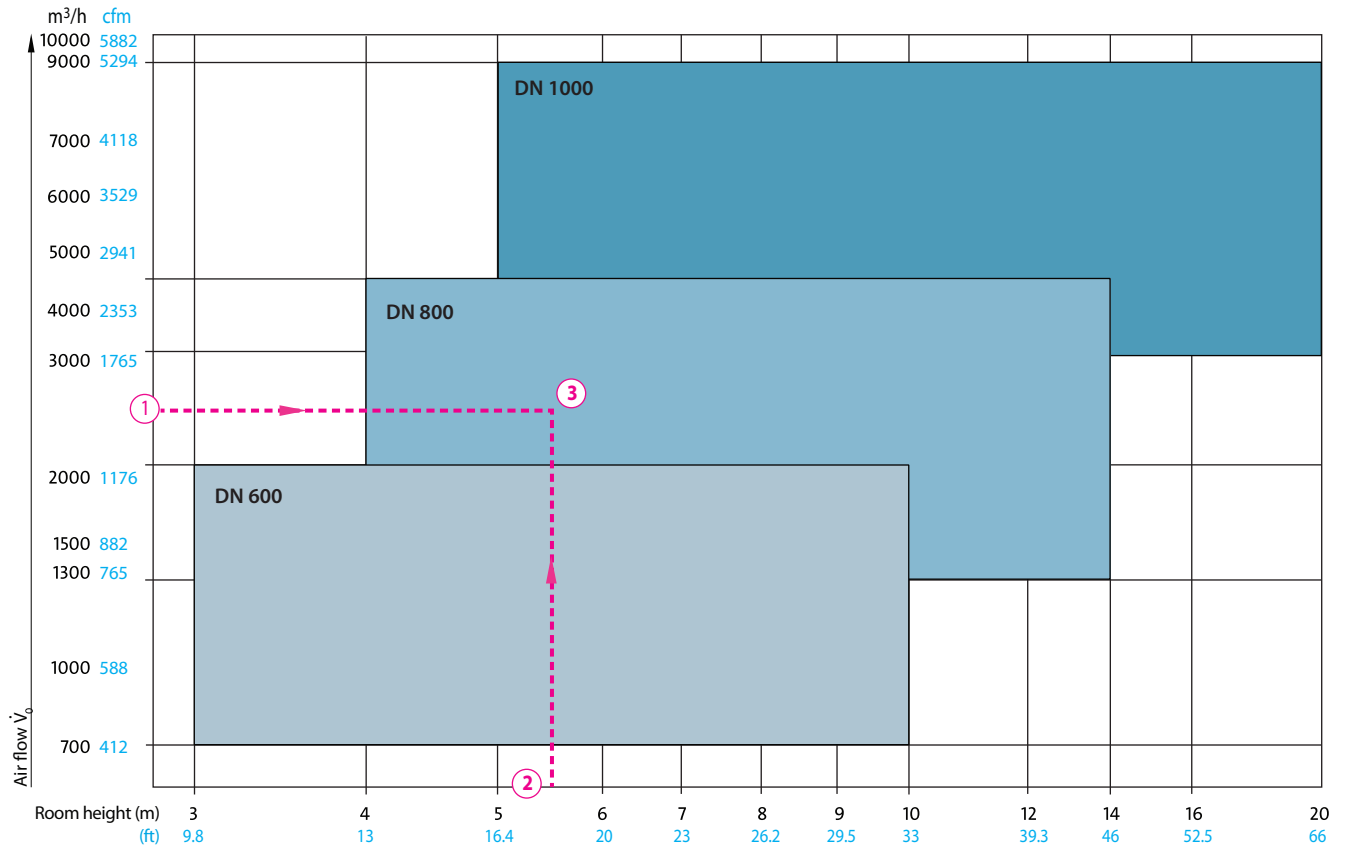 m³/h cfm
10000 5882
9000 5294
DN 1000
7000 4118
6000 3529
5000 2941
4000 2353
DN 800
3000 1765
3
1
2000 1176
DN 600
1500 882
1300 765
1000 588
700 412
Air flow V̇₀
2
Room height (m) 3 4 5 6 7 8 9 10 12 14 16 20
(ft) 9.8 13 16.4 20 23 26.2 29.5 33 39.3 46 52.5 66